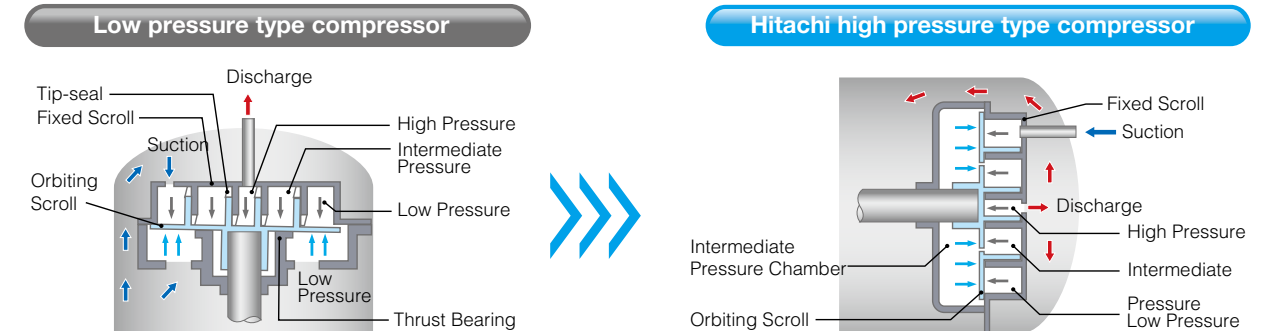 Low pressure type compressor
Discharge
Tip-seal
Fixed Scroll
Suction
Orbiting
Scroll
High Pressure
Intermediate
Pressure
Low Pressure
Low
Pressure
Thrust Bearing
Hitachi high pressure type compressor
Fixed Scroll
Suction
Discharge
High Pressure
Intermediate
Pressure Chamber
Intermediate
Pressure
Low Pressure
Orbiting Scroll